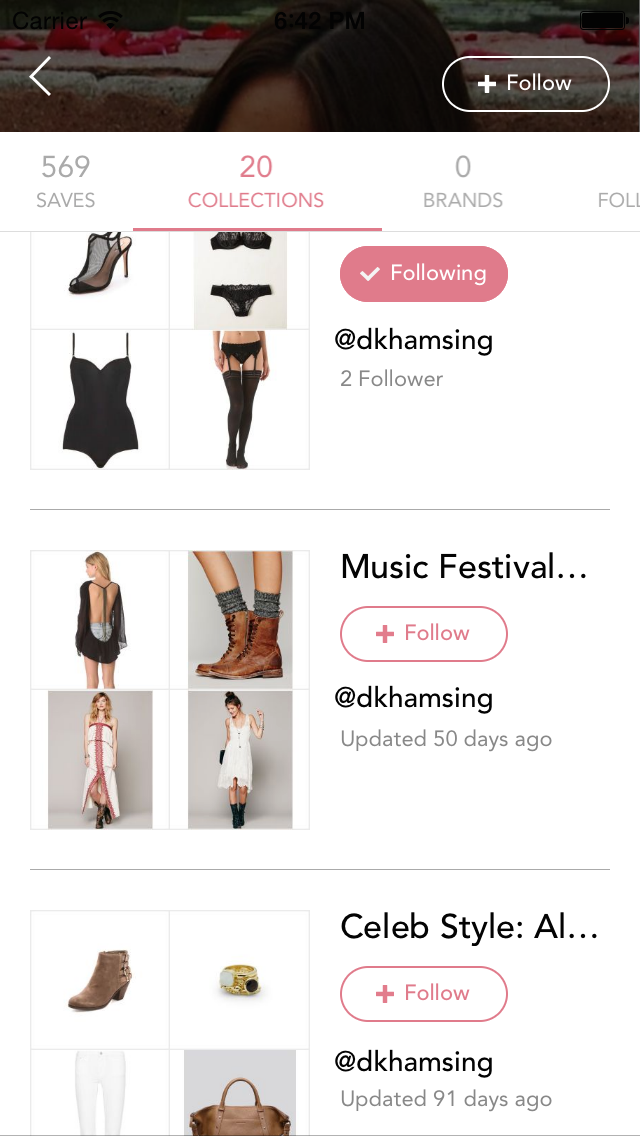 Carrier 6:42 PM
Follow
569 20 0
SAVES COLLECTIONS BRANDS FOLL
Following
@dkhamsing
2 Follower
Music Festival...
Follow
@dkhamsing
Updated 50 days ago
Celeb Style: Al...
Follow
@dkhamsing
Updated 91 days ago